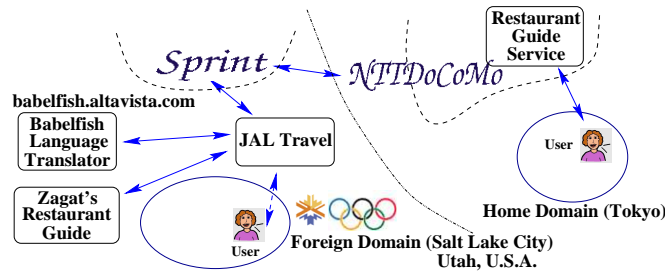 Sprint
NTTDoCoMo
Restaurant
Guide
Service
babelfish.altavista.com
Babelfish
Language
Translator
JAL Travel
User
Zagat's
Restaurant
Guide
User
Home Domain (Tokyo)
Foreign Domain (Salt Lake City)
Utah, U.S.A.